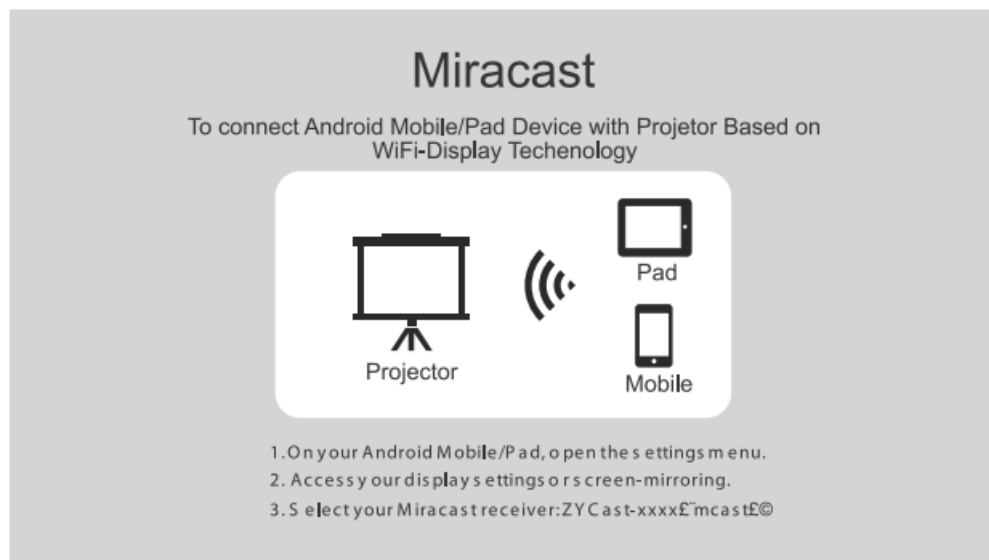 Miracast
To connect Android Mobile/Pad Device with Projetor Based on
WiFi-Display Techenology
Pad
Projector
Mobile
1.On your Android Mobile/Pad, open the settings menu.
2. Access your display settings or screen-mirroring.
3. Select your Miracast receiver:ZYCast-xxxx£¨mcast£©